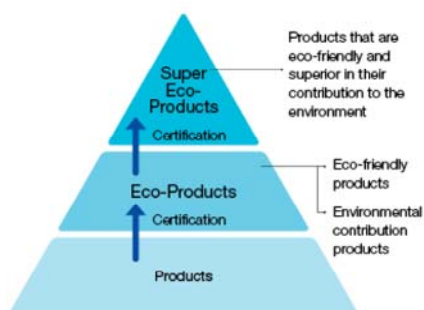 Super
Eco-
Products
Certification
Products that are
eco-friendly and
superior in their
contribution to the
environment
Eco-Products
Certification
Eco-friendly
products
Environmental
contribution
products
Products